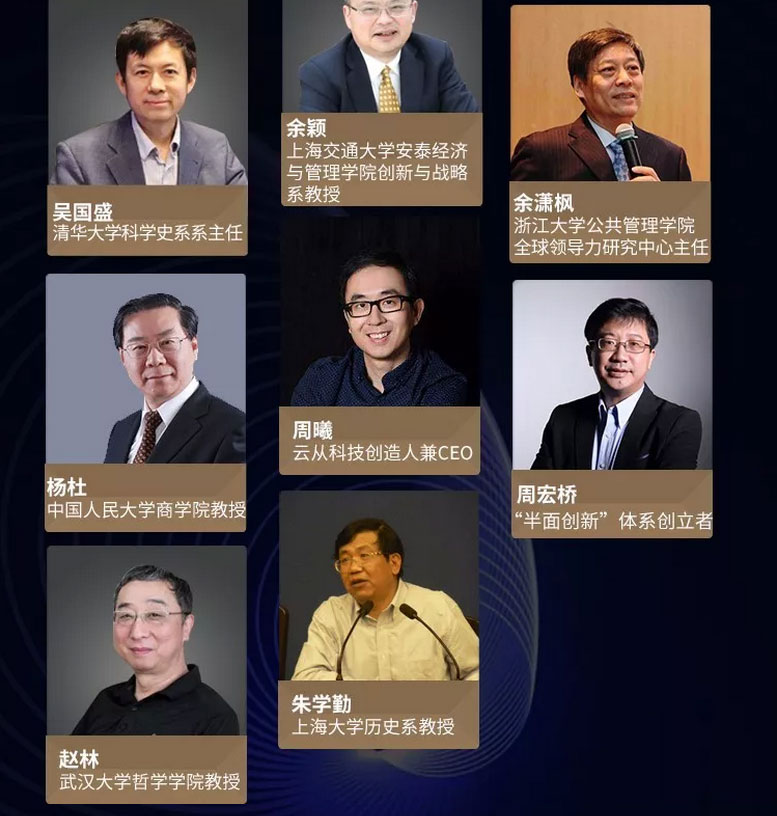 吴国盛
清华大学科学史系系主任
余颖
上海交通大学安泰经济
与管理学院创新与战略
系教授
余潇枫
浙江大学公共管理学院
全球领导力研究中心主任
杨杜
中国人民大学商学院教授
周曦
云从科技创造人兼CEO
周宏桥
“半面创新”体系创立者
赵林
武汉大学哲学学院教授
朱学勤
上海大学历史系教授